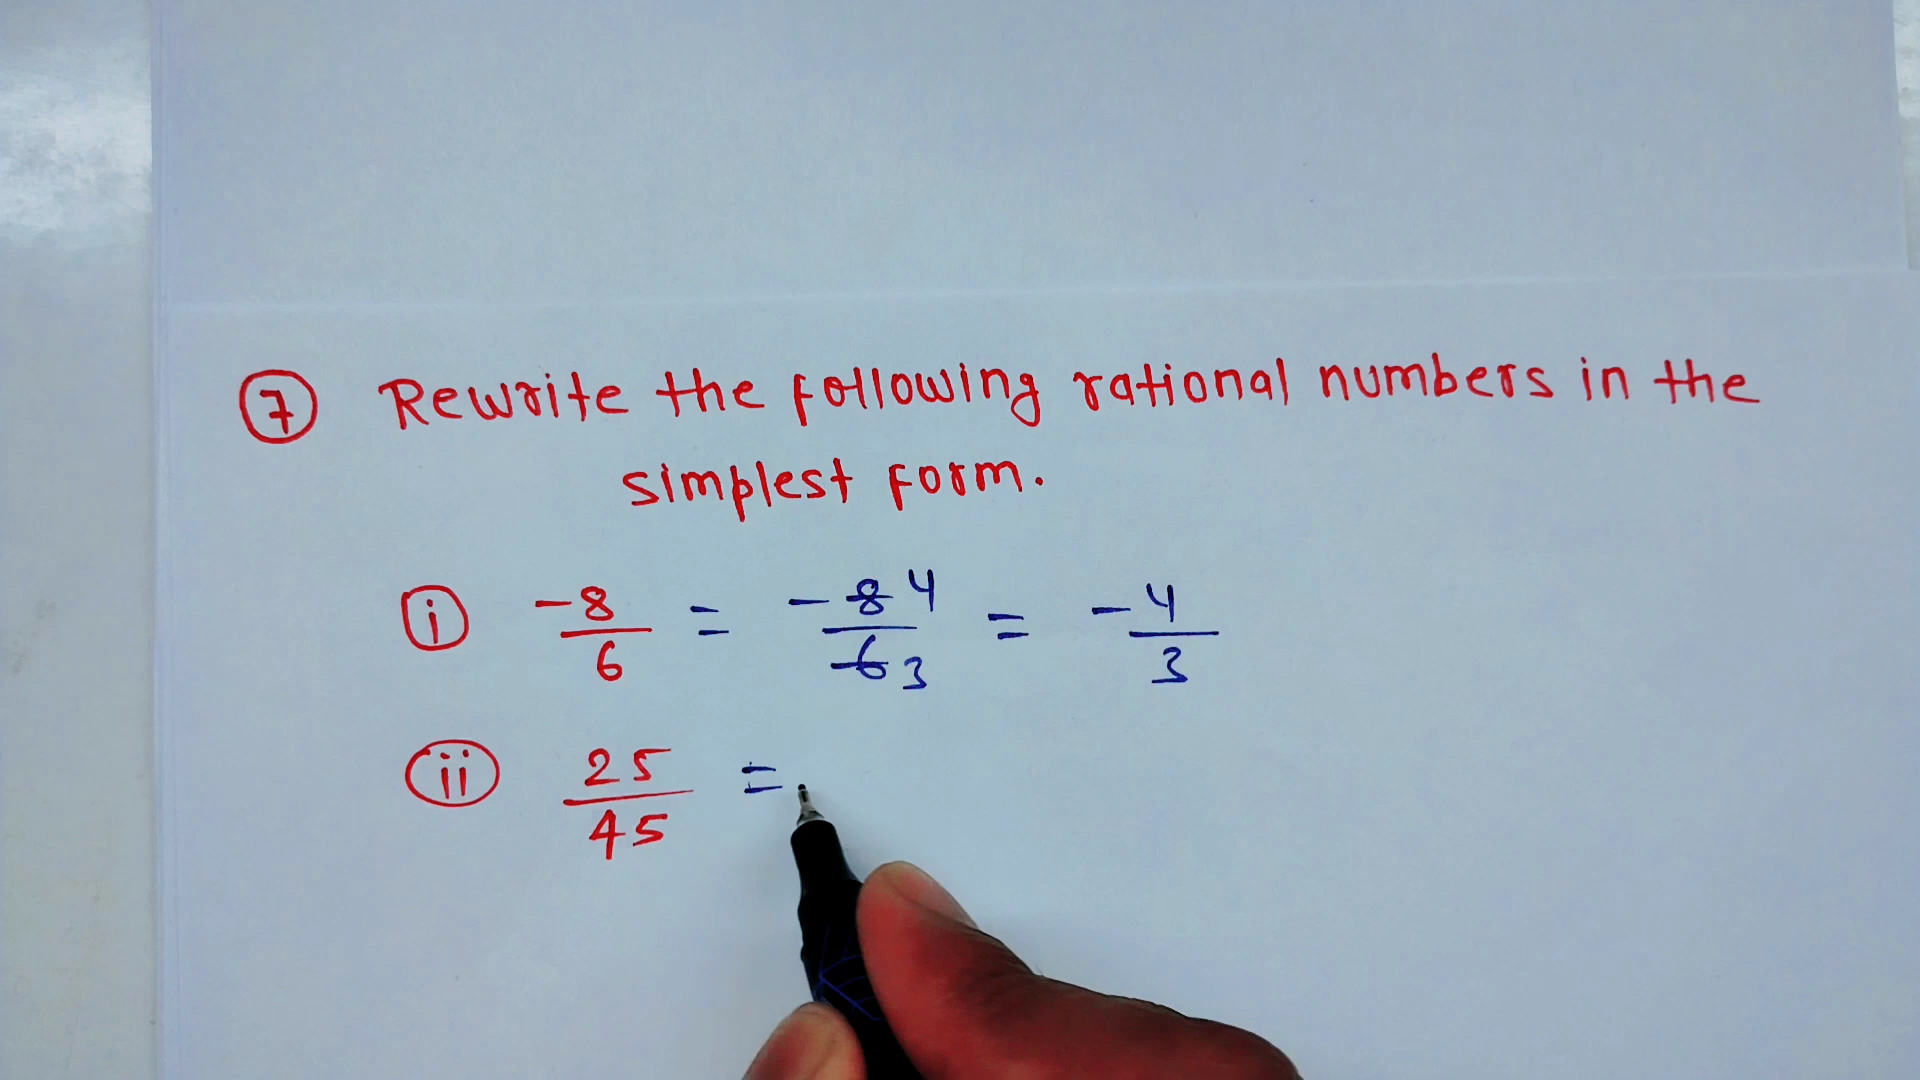 7 Rewrite the following rational numbers in the
simplest form.
i -8/6 = -8 4/6 3 = -4/3
ii 25/45 =